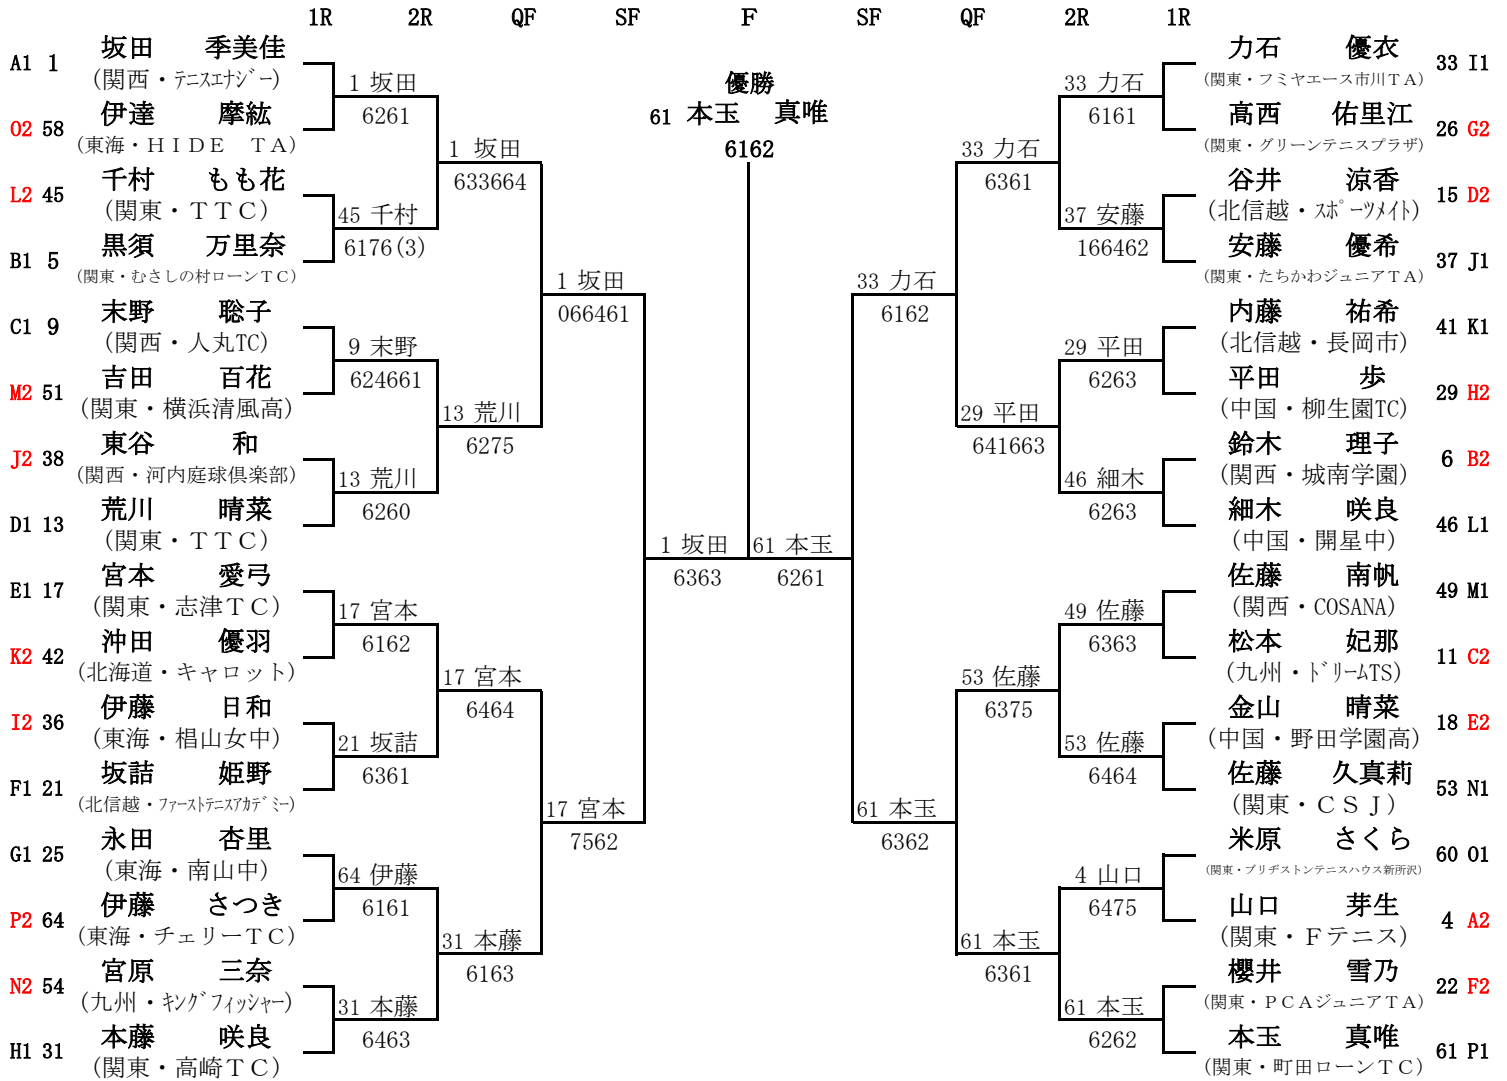 1R 2R QF SF F SF QF 2R 1R
優勝
61 本玉 真唯
6162
A1 1 坂田 季美佳
(関西・テニスエナジー)
O2 58 伊達 摩紘
(東海・HIDE TA)
L2 45 千村 もも花
(関東・TTC)
B1 5 黒須 万里奈
(関東・むさしの村ローンTC)
C1 9 末野 聡子
(関西・人丸TC)
M2 51 吉田 百花
(関東・横浜清風高)
J2 38 東谷 和
(関西・河内庭球倶楽部)
D1 13 荒川 晴菜
(関東・TTC)
E1 17 宮本 愛弓
(関東・志津TC)
K2 42 沖田 優羽
(北海道・キャロット)
I2 36 伊藤 日和
(東海・椙山女中)
F1 21 坂詰 姫野
(北信越・ファーストテニスアカデミー)
G1 25 永田 杏里
(東海・南山中)
P2 64 伊藤 さつき
(東海・チェリーTC)
N2 54 宮原 三奈
(九州・キングフィッシャー)
H1 31 本藤 咲良
(関東・高崎TC)
1 坂田
6261
45 千村
6176(3)
9 末野
624661
13 荒川
6260
17 宮本
6162
21 坂詰
6361
64 伊藤
6161
31 本藤
6463
1 坂田
633664
13 荒川
6275
17 宮本
6464
31 本藤
6163
1 坂田
066461
17 宮本
7562
1 坂田
6363
61 本玉
6261
33 力石
6162
61 本玉
6362
33 力石
6361
29 平田
641663
53 佐藤
6375
61 本玉
6361
33 力石
6161
37 安藤
166462
29 平田
6263
46 細木
6263
49 佐藤
6363
53 佐藤
6464
4 山口
6475
61 本玉
6262
力石 優衣 33 I1
(関東・フミヤエース市川TA)
高西 佑里江 26 G2
(関東・グリーンテニスプラザ)
谷井 涼香 15 D2
(北信越・スポーツメイト)
安藤 優希 37 J1
(関東・たちかわジュニアTA)
内藤 祐希 41 K1
(北信越・長岡市)
平田 歩 29 H2
(中国・柳生園TC)
鈴木 理子 6 B2
(関西・城南学園)
細木 咲良 46 L1
(中国・開星中)
佐藤 南帆 49 M1
(関西・COSANA)
松本 妃那 11 C2
(九州・ドリームTS)
金山 晴菜 18 E2
(中国・野田学園高)
佐藤 久真莉 53 N1
(関東・CSJ)
米原 さくら 60 O1
(関東・ブリヂストンテニスハウス新所沢)
山口 芽生 4 A2
(関東・Fテニス)
櫻井 雪乃 22 F2
(関東・PCAジュニアTA)
本玉 真唯 61 P1
(関東・町田ローンTC)